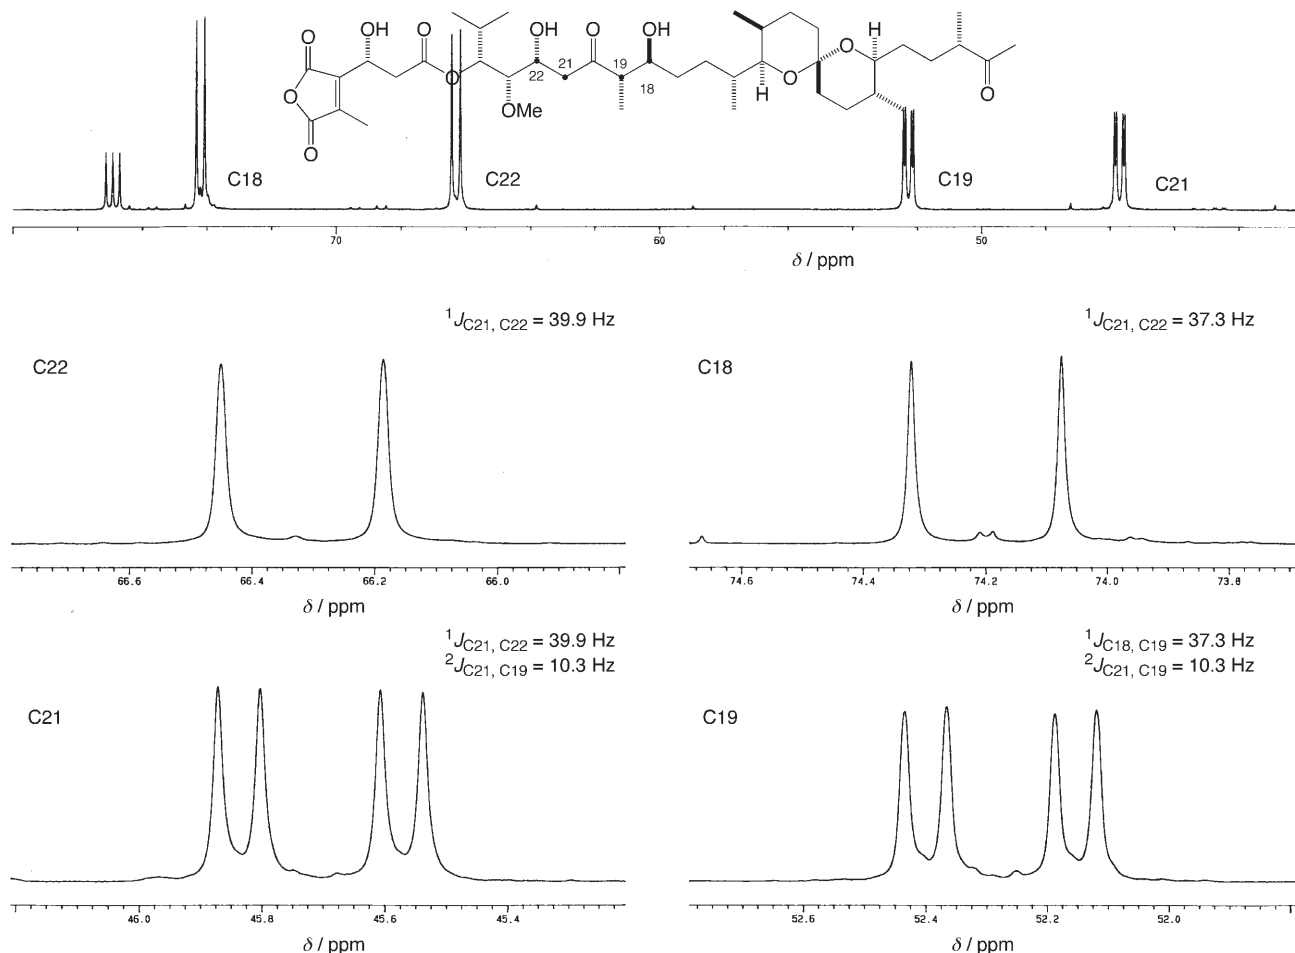 OH
O
O
OH
O
OH
H
O
O
O
21
19
O
22
18
O
O
O
H
OMe
O
O
C18
C22
C19
C21
70
60
50
δ / ppm
¹J C21, C22 = 39.9 Hz
¹J C21, C22 = 37.3 Hz
C22
C18
66.6 66.4 66.2 66.0
74.6 74.4 74.2 74.0 73.8
δ / ppm
δ / ppm
¹J C21, C22 = 39.9 Hz
²J C21, C19 = 10.3 Hz
¹J C18, C19 = 37.3 Hz
²J C21, C19 = 10.3 Hz
C21
C19
46.0 45.8 45.6 45.4
52.6 52.4 52.2 52.0
δ / ppm
δ / ppm